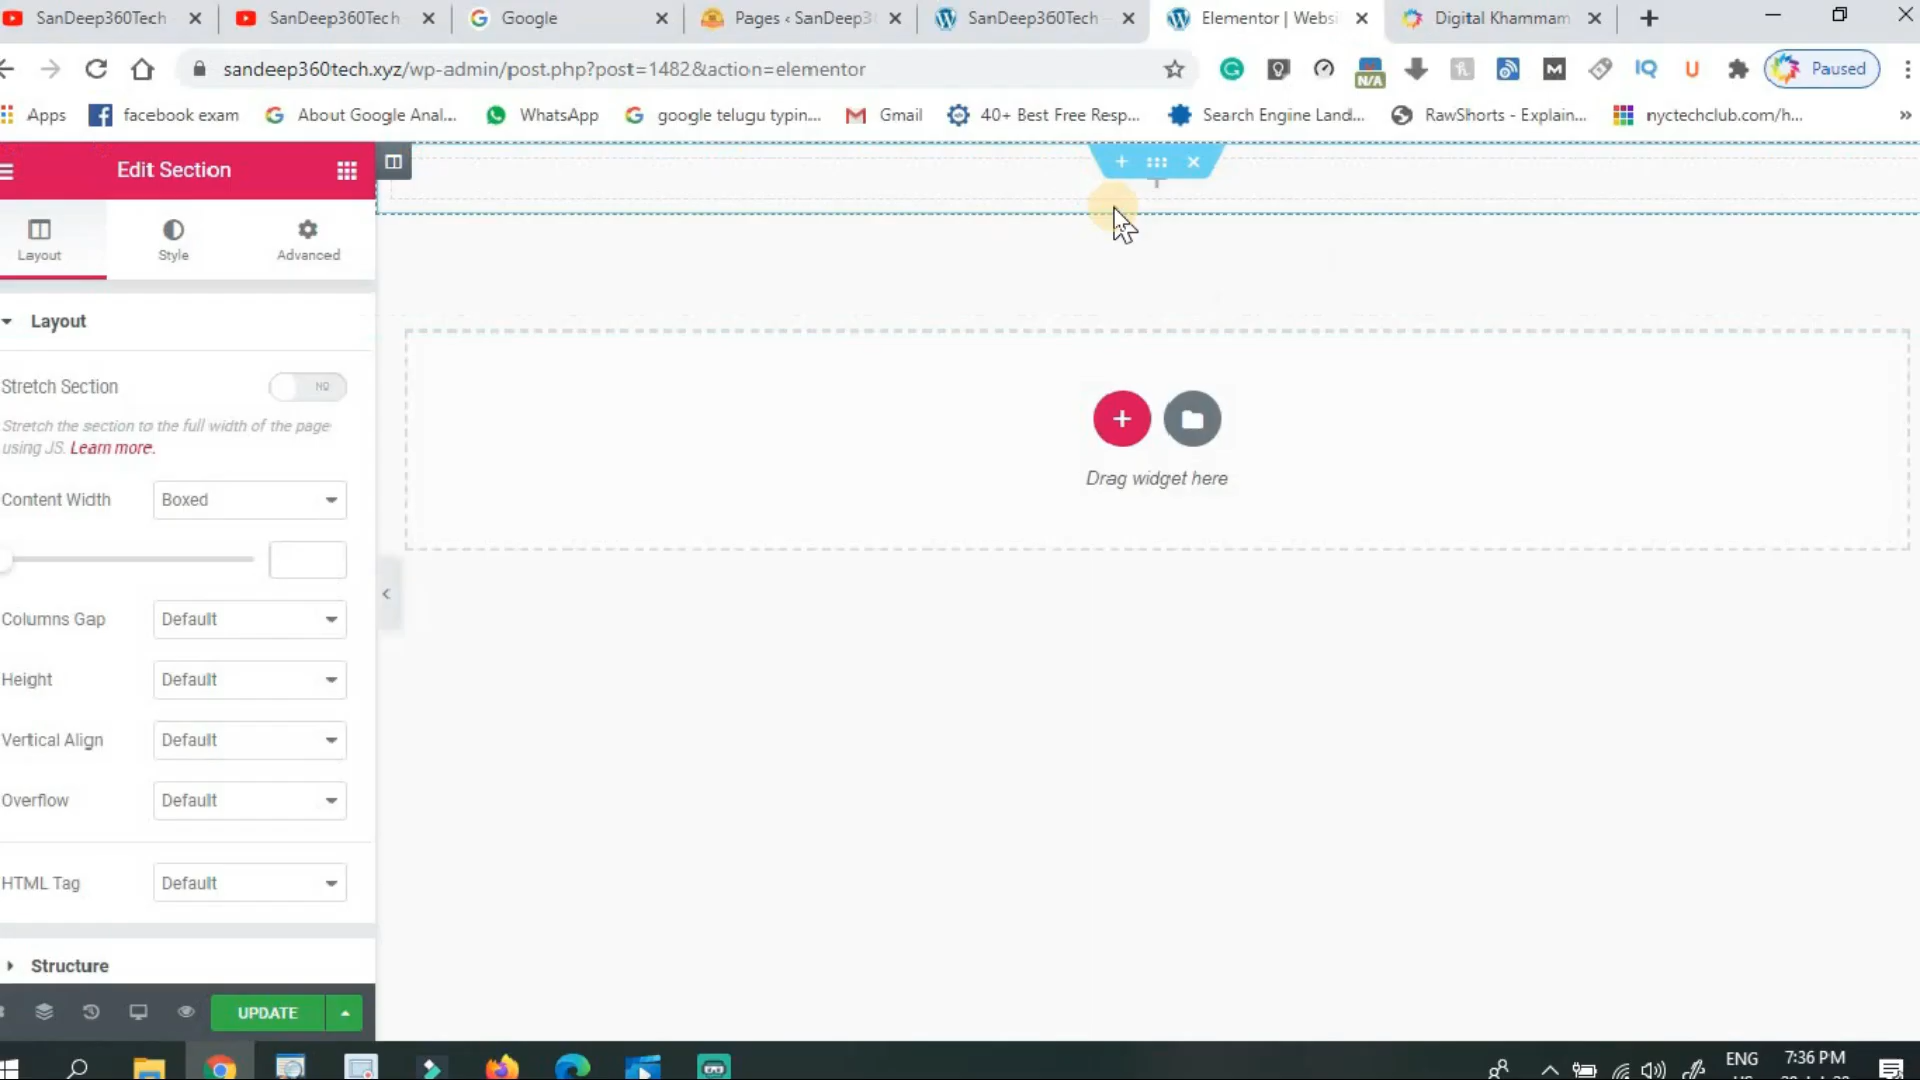 SanDeep360Tech
SanDeep360Tech
Google
Pages ‹ SanDeep3
SanDeep360Tech
Elementor | Websi
Digital Khammam
sandeep360tech.xyz/wp-admin/post.php?post=1482&action=elementor
N/A
IQ
U
Paused
Apps
facebook exam
About Google Anal...
WhatsApp
google telugu typin...
Gmail
40+ Best Free Resp...
Search Engine Land...
RawShorts - Explain...
nyctechclub.com/h...
»
Edit Section
Layout
Style
Advanced
Layout
Stretch Section
NO
Stretch the section to the full width of the page
using JS. Learn more.
Content Width
Boxed
Columns Gap
Default
Height
Default
Vertical Align
Default
Overflow
Default
HTML Tag
Default
Structure
UPDATE
Drag widget here
ENG
7:36 PM